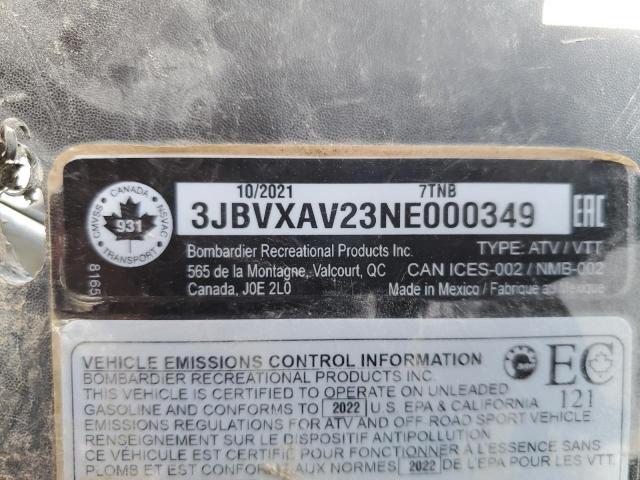 10/2021 7TNB
3JBVXAV23NE000349
EAC
CANADA
CMVSS 931 NSVAC
TRANSPORT
8165
Bombardier Recreational Products Inc. TYPE: ATV / VTT
565 de la Montagne, Valcourt, QC CAN ICES-002 / NMB-002
Canada, J0E 2L0 Made in Mexico / Fabriqué au Mexique
VEHICLE EMISSIONS CONTROL INFORMATION
BOMBARDIER RECREATIONAL PRODUCTS INC.
THIS VEHICLE IS CERTIFIED TO OPERATE ON UNLEADED
GASOLINE AND CONFORMS TO 2022 U.S. EPA & CALIFORNIA
EMISSIONS REGULATIONS FOR ATV AND OFF ROAD SPORT VEHICLE.
RENSEIGNEMENT SUR LE DISPOSITIF ANTIPOLLUTION
CE VÉHICULE EST CERTIFIÉ POUR FONCTIONNER À L'ESSENCE SANS
PLOMB ET EST CONFORME AUX NORMES 2022 DE L'EPA POUR LES VTT.
EC
121